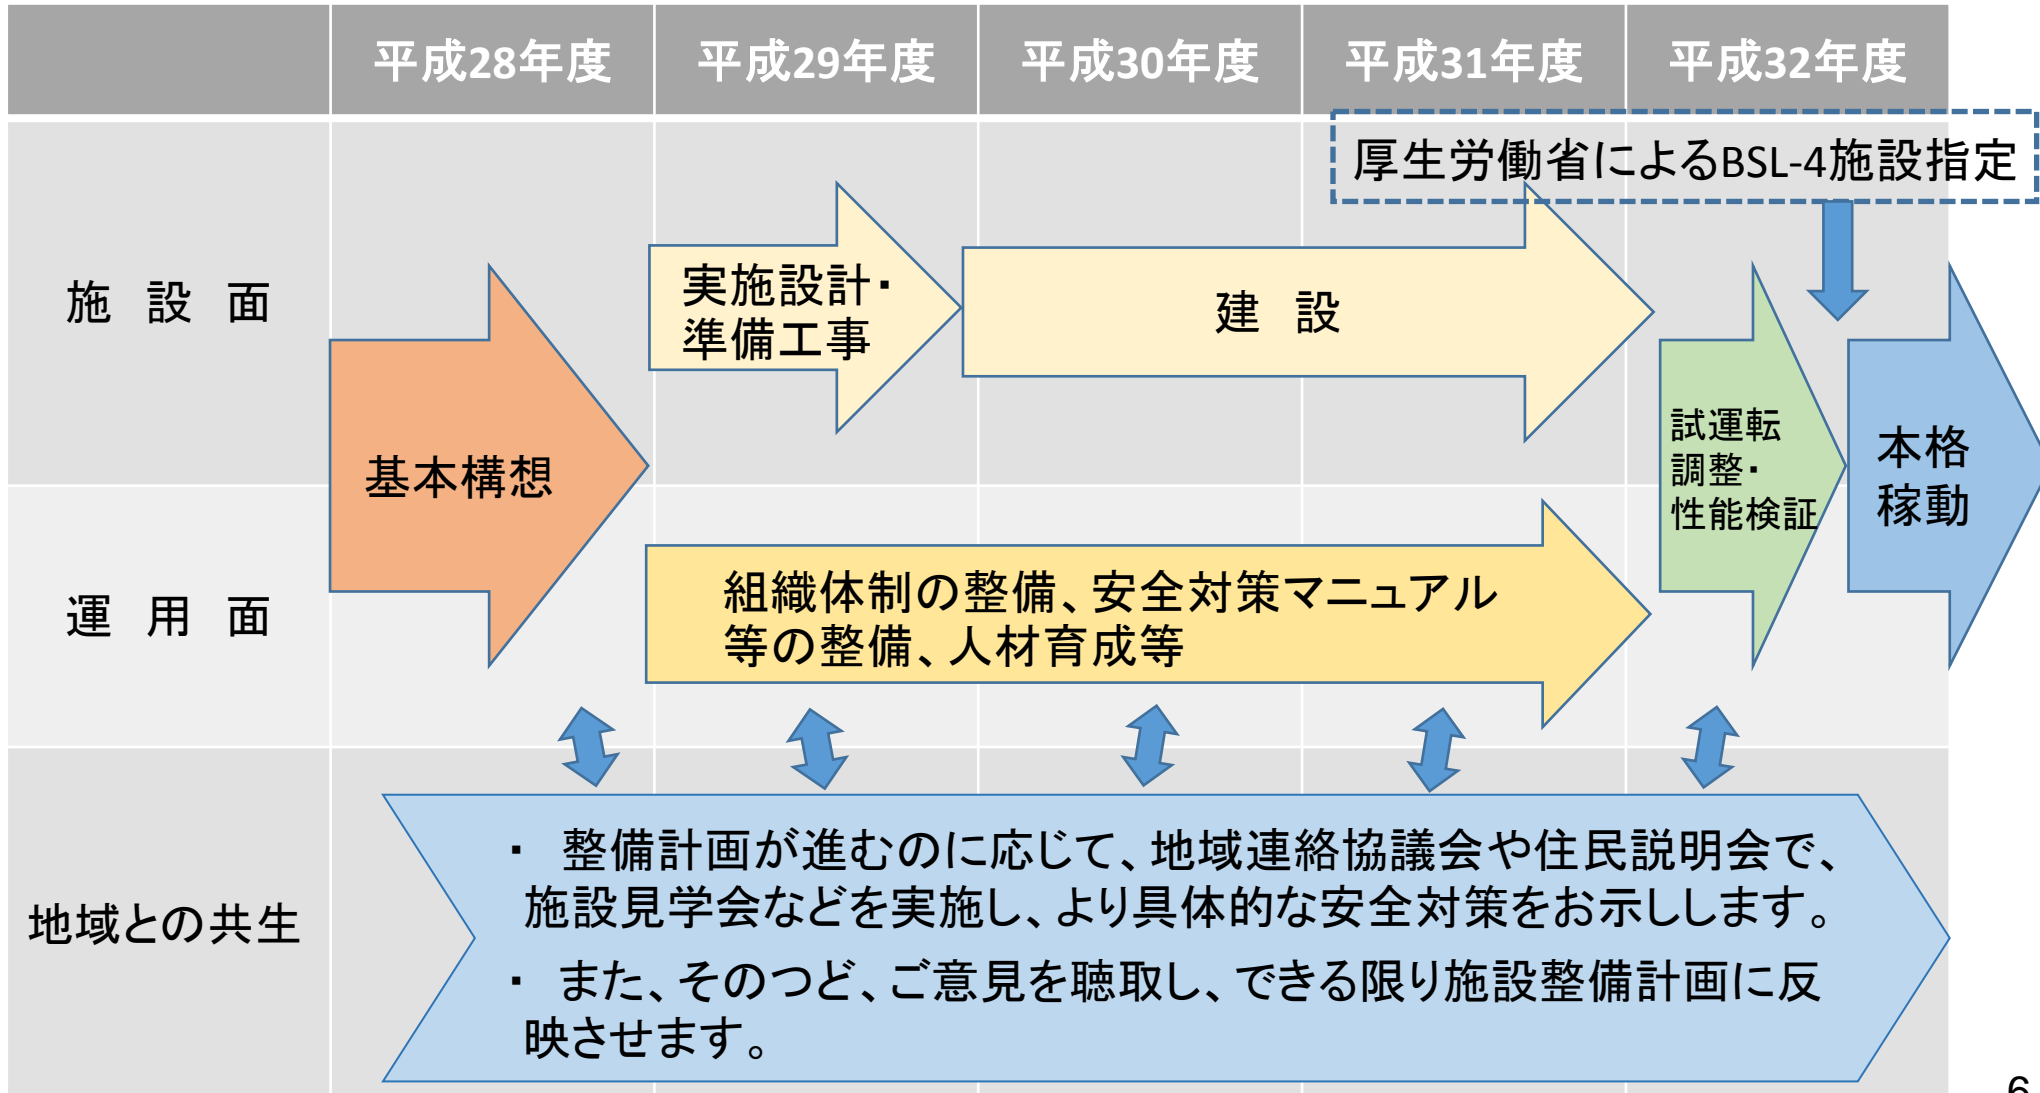 平成28年度
平成29年度
平成30年度
平成31年度
平成32年度
厚生労働省によるBSL-4施設指定
施　設　面
実施設計・
準備工事
建　設
基本構想
試運転
調整・
性能検証
本格
稼動
運　用　面
組織体制の整備、安全対策マニュアル
等の整備、人材育成等
地域との共生
・　整備計画が進むのに応じて、地域連絡協議会や住民説明会で、
施設見学会などを実施し、より具体的な安全対策をお示しします。
・　また、そのつど、ご意見を聴取し、できる限り施設整備計画に反
映させます。
6